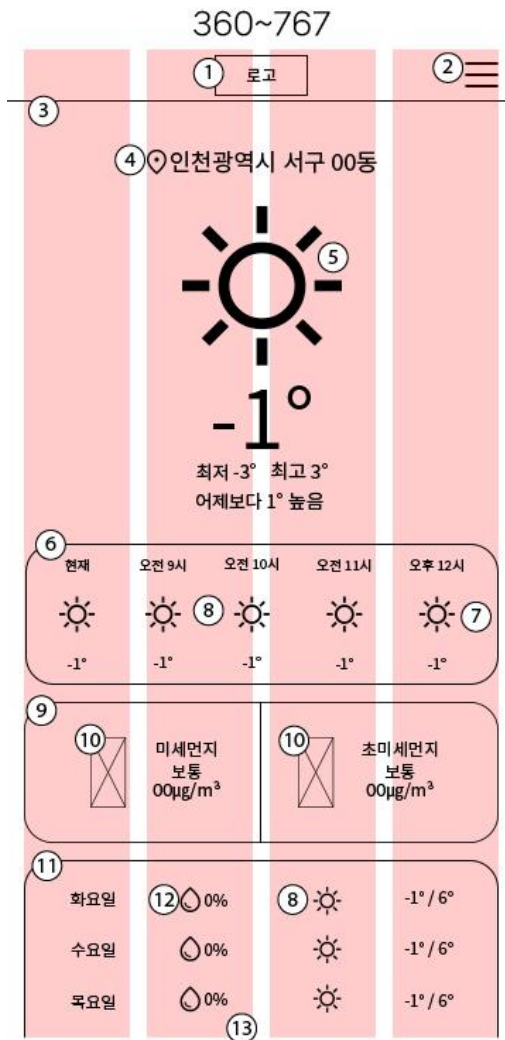 360~767
① 로고 ②
③
④ 인천광역시 서구 00동
⑤
-1°
최저 -3° 최고 3°
어제보다 1° 높음
⑥
현재 오전 9시 오전 10시 오전 11시 오후 12시
⑧ ⑦
-1° -1° -1° -1° -1°
⑨
⑩ 미세먼지 ⑩ 초미세먼지
보통 보통
00µg/m³ 00µg/m³
⑪
화요일 ⑫ 0% ⑧ -1° / 6°
수요일 0% -1° / 6°
목요일 0% -1° / 6°
⑬